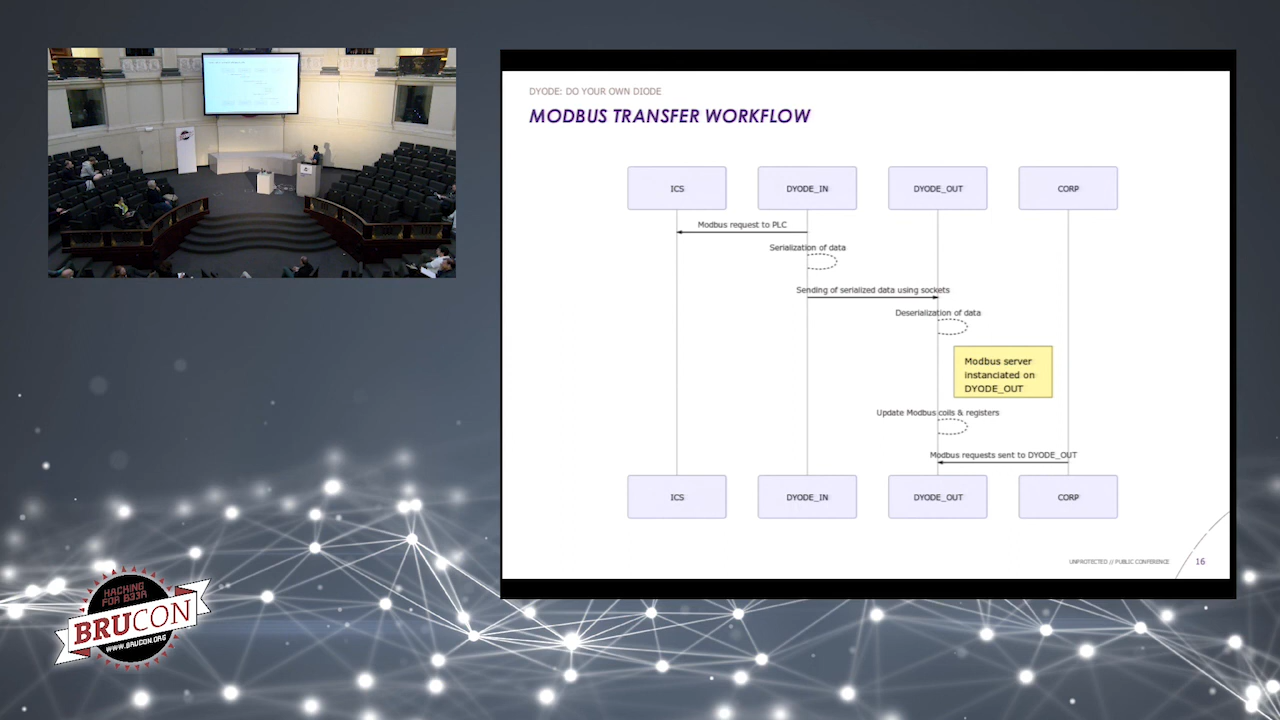 DYODE: DO YOUR OWN DIODE
MODBUS TRANSFER WORKFLOW
ICS
DYODE_IN
DYODE_OUT
CORP
Modbus request to PLC
Serialization of data
Sending of serialized data using sockets
Deserialization of data
Modbus server
instanciated on
DYODE_OUT
Update Modbus coils & registers
Modbus requests sent to DYODE_OUT
ICS
DYODE_IN
DYODE_OUT
CORP
UNPROTECTED // PUBLIC CONFERENCE
16
HACKING
FOR B33R
BRUCON
WWW.BRUCON.ORG